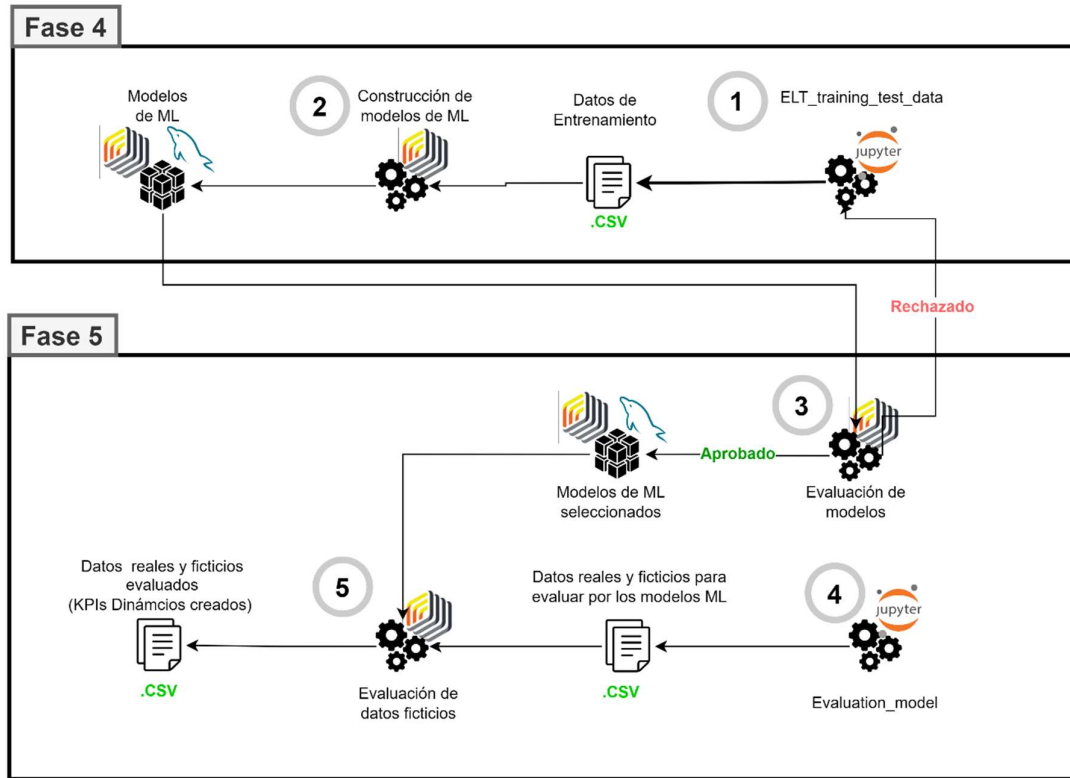 Fase 4
Modelos
de ML
2
Construcción de
modelos de ML
Datos de
Entrenamiento
.CSV
1
ELT_training_test_data
jupyter
Rechazado
Fase 5
3
Evaluación de
modelos
Aprobado
Modelos de ML
seleccionados
Datos reales y ficticios
evaluados
(KPIs Dinámcios creados)
.CSV
5
Evaluación de
datos ficticios
Datos reales y ficticios para
evaluar por los modelos ML
.CSV
4
jupyter
Evaluation_model